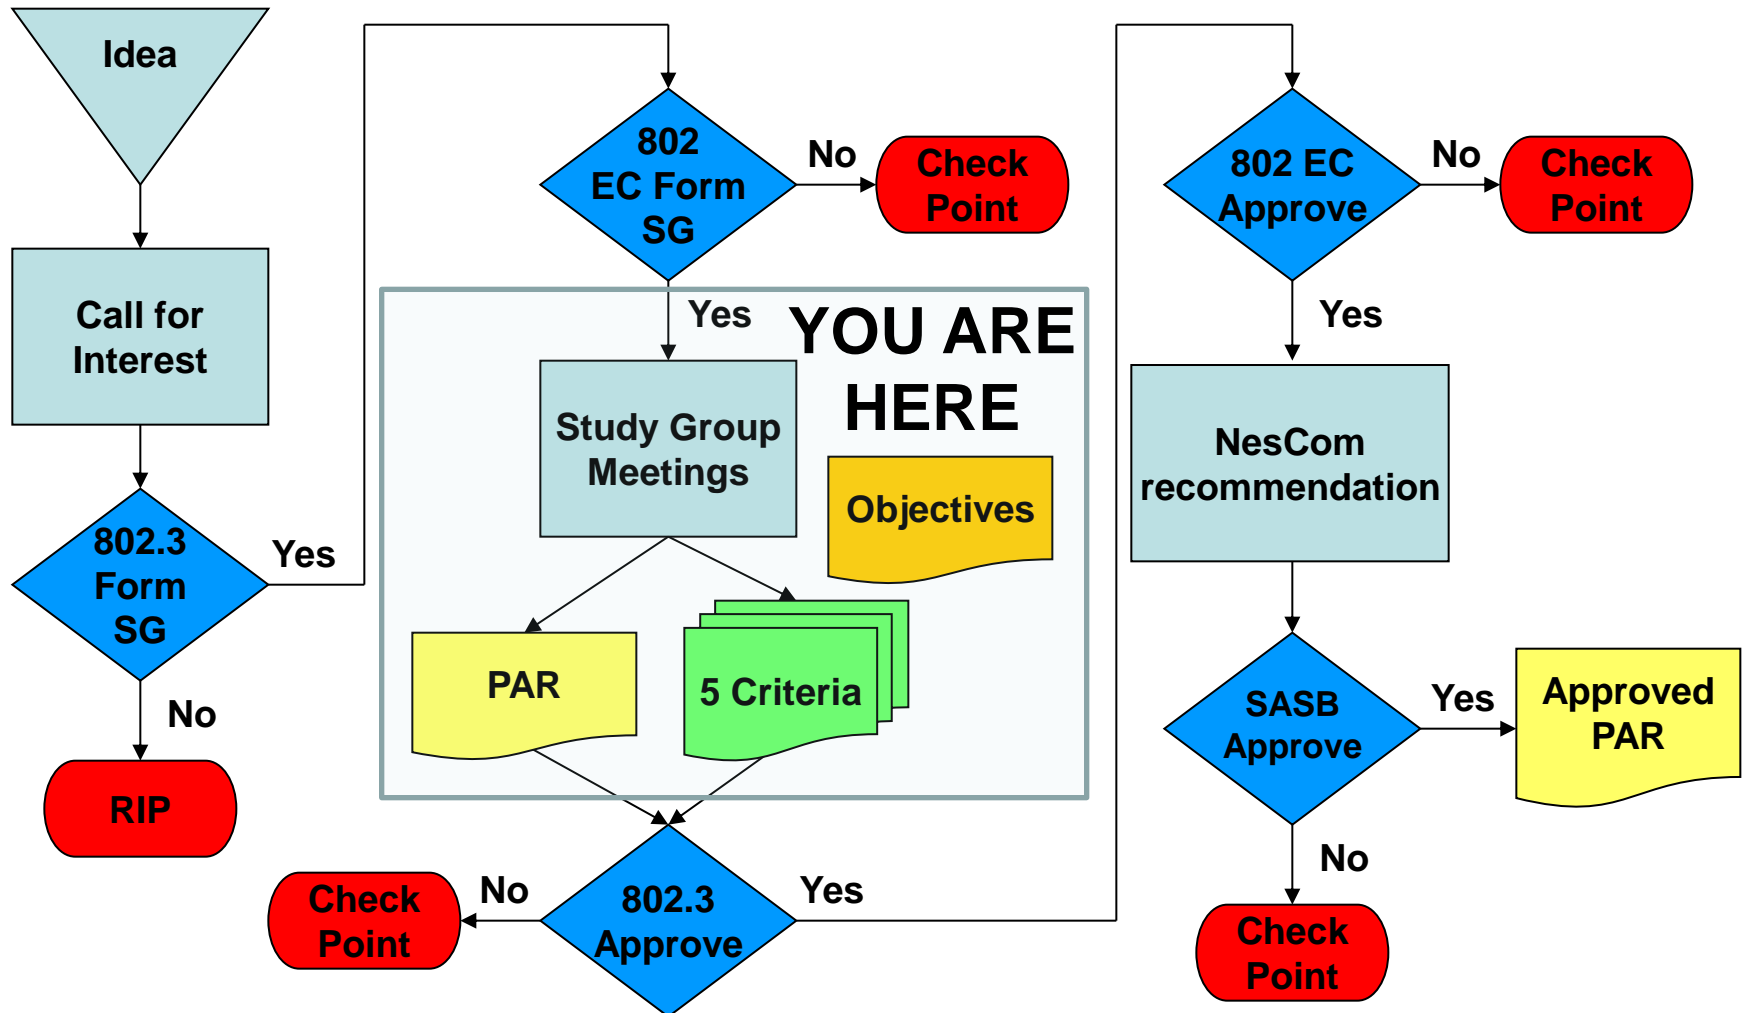 Idea
Call for
Interest
802.3
Form
SG
Yes
No
RIP
802
EC Form
SG
No
Check
Point
Yes
YOU ARE
HERE
Study Group
Meetings
Objectives
PAR
5 Criteria
802.3
Approve
No
Check
Point
Yes
802 EC
Approve
No
Check
Point
Yes
NesCom
recommendation
SASB
Approve
Yes
Approved
PAR
No
Check
Point